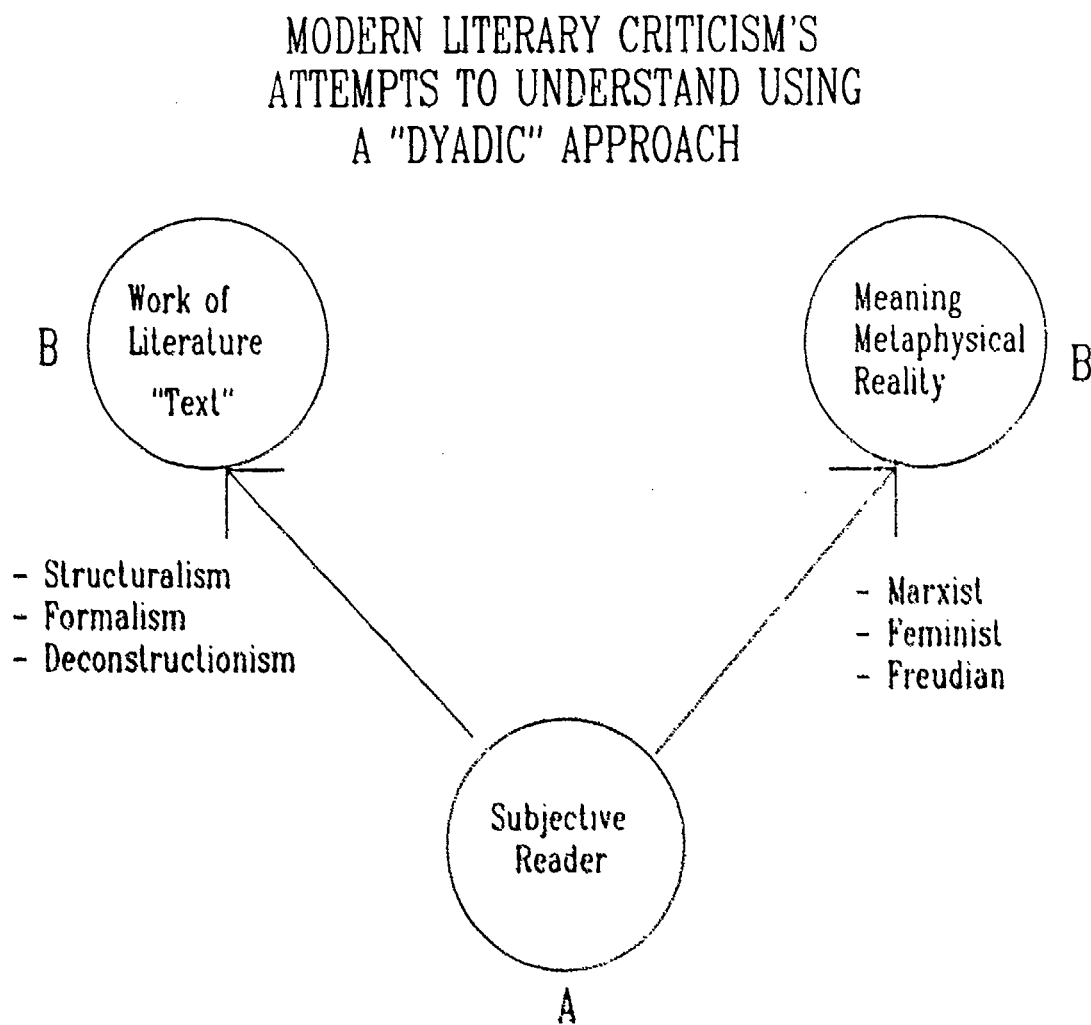 MODERN LITERARY CRITICISM'S
ATTEMPTS TO UNDERSTAND USING
A "DYADIC" APPROACH
B
Work of
Literature
"Text"
Meaning
Metaphysical
Reality
B
- Structuralism
- Formalism
- Deconstructionism
- Marxist
- Feminist
- Freudian
Subjective
Reader
A